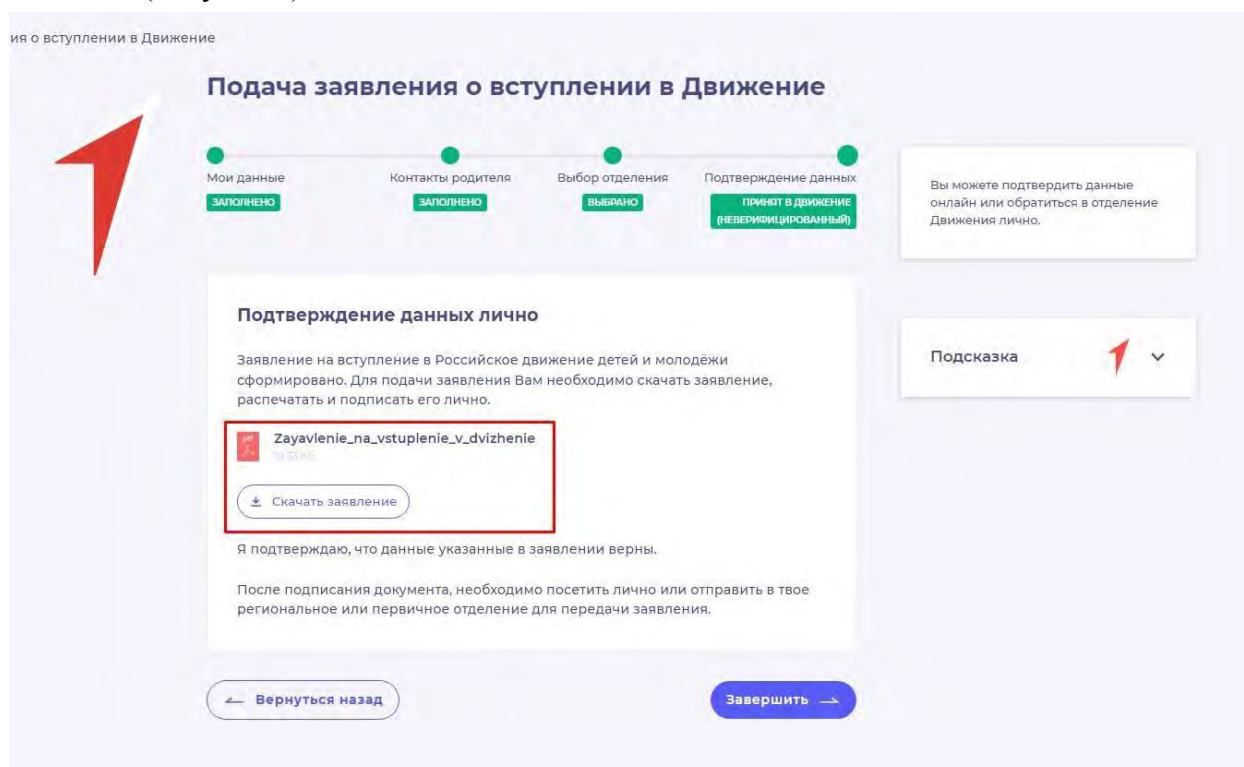 ия о вступлении в Движение
Подача заявления о вступлении в Движение
Мои данные
ЗАПОЛНЕНО
Контакты родителя
ЗАПОЛНЕНО
Выбор отделения
ВЫБРАНО
Подтверждение данных
ПРИНЯТ В ДВИЖЕНИЕ
(НЕВЕРИФИЦИРОВАННЫЙ)
Вы можете подтвердить данные
онлайн или обратиться в отделение
Движения лично.
Подсказка
Подтверждение данных лично
Заявление на вступление в Российское движение детей и молодёжи
сформировано. Для подачи заявления Вам необходимо скачать заявление,
распечатать и подписать его лично.
Zayavlenie_na_vstuplenie_v_dvizhenie
Скачать заявление
Я подтверждаю, что данные указанные в заявлении верны.
После подписания документа, необходимо посетить лично или отправить в твое
региональное или первичное отделение для передачи заявления.
Вернуться назад
Завершить